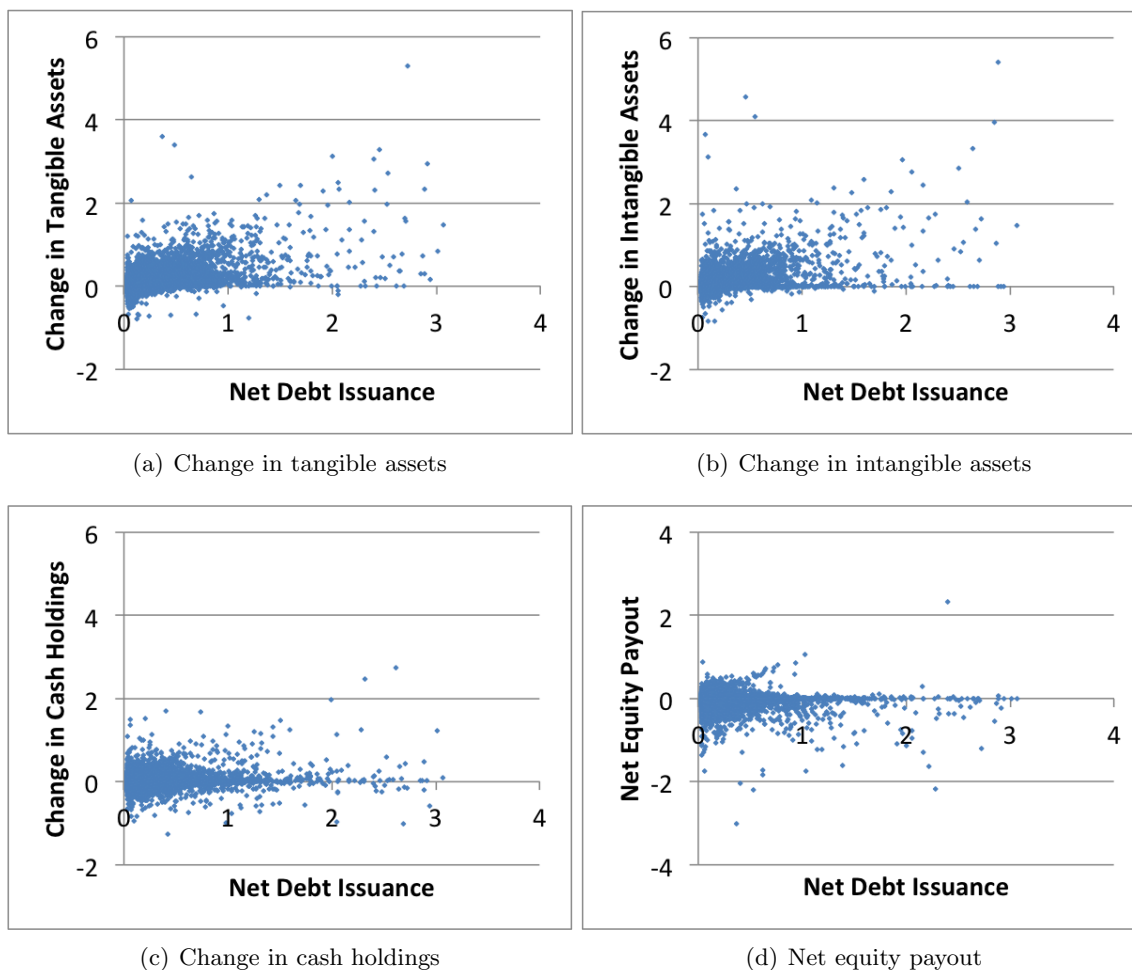 6
4
2
0
-2
0 1 2 3 4
Change in Tangible Assets
Net Debt Issuance
(a) Change in tangible assets
6
4
2
0
-2
0 1 2 3 4
Change in Intangible Assets
Net Debt Issuance
(b) Change in intangible assets
6
4
2
0
-2
0 1 2 3 4
Change in Cash Holdings
Net Debt Issuance
(c) Change in cash holdings
4
2
0
-2
-4
0 1 2 3 4
Net Equity Payout
Net Debt Issuance
(d) Net equity payout